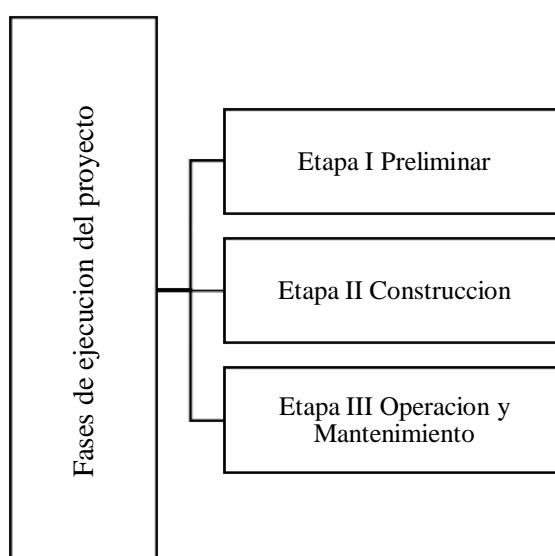 Fases de ejecucion del proyecto
Etapa I Preliminar
Etapa II Construccion
Etapa III Operacion y
Mantenimiento